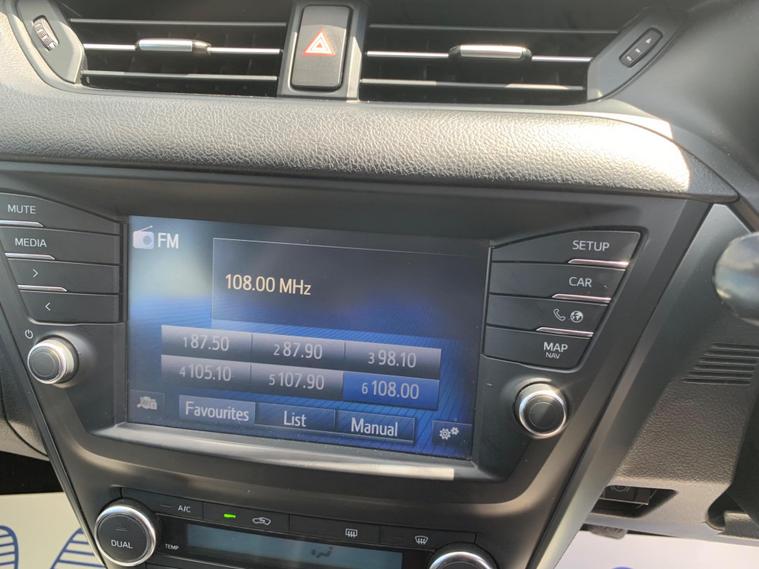 MUTE
MEDIA
>
<
FM
108.00 MHz
1 87.50 2 87.90 3 98.10
4 105.10 5 107.90 6 108.00
Favourites List Manual
SETUP
CAR
MAP
NAV
A/C
DUAL
TEMP